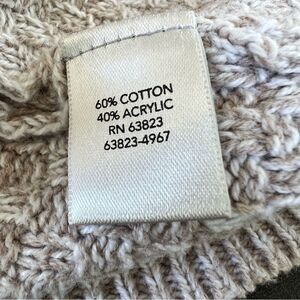 60% COTTON
40% ACRYLIC
RN 63823
63823-4967